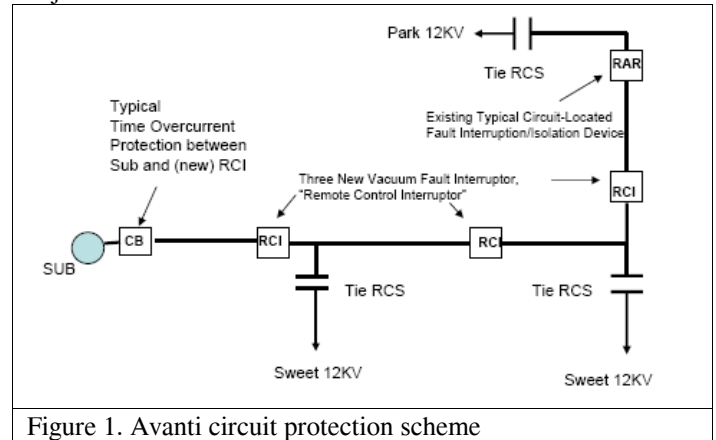 Park 12KV
Tie RCS
RAR
Typical
Time Overcurrent
Protection between
Sub and (new) RCI
Existing Typical Circuit-Located
Fault Interruption/Isolation Device
Three New Vacuum Fault Interruptor,
"Remote Control Interruptor"
RCI
CB
RCI
RCI
SUB
Tie RCS
Tie RCS
Sweet 12KV
Sweet 12KV
Figure 1. Avanti circuit protection scheme